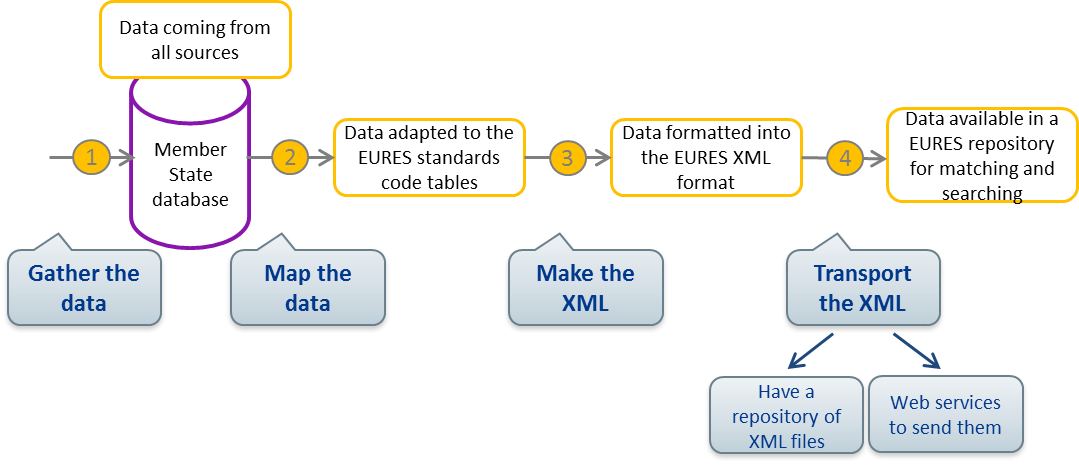 Data coming from
all sources
1
Member
State
database
2
Data adapted to the
EURES standards
code tables
3
Data formatted into
the EURES XML
format
4
Data available in a
EURES repository
for matching and
searching
Gather the
data
Map the
data
Make the
XML
Transport
the XML
Have a
repository of
XML files
Web services
to send them